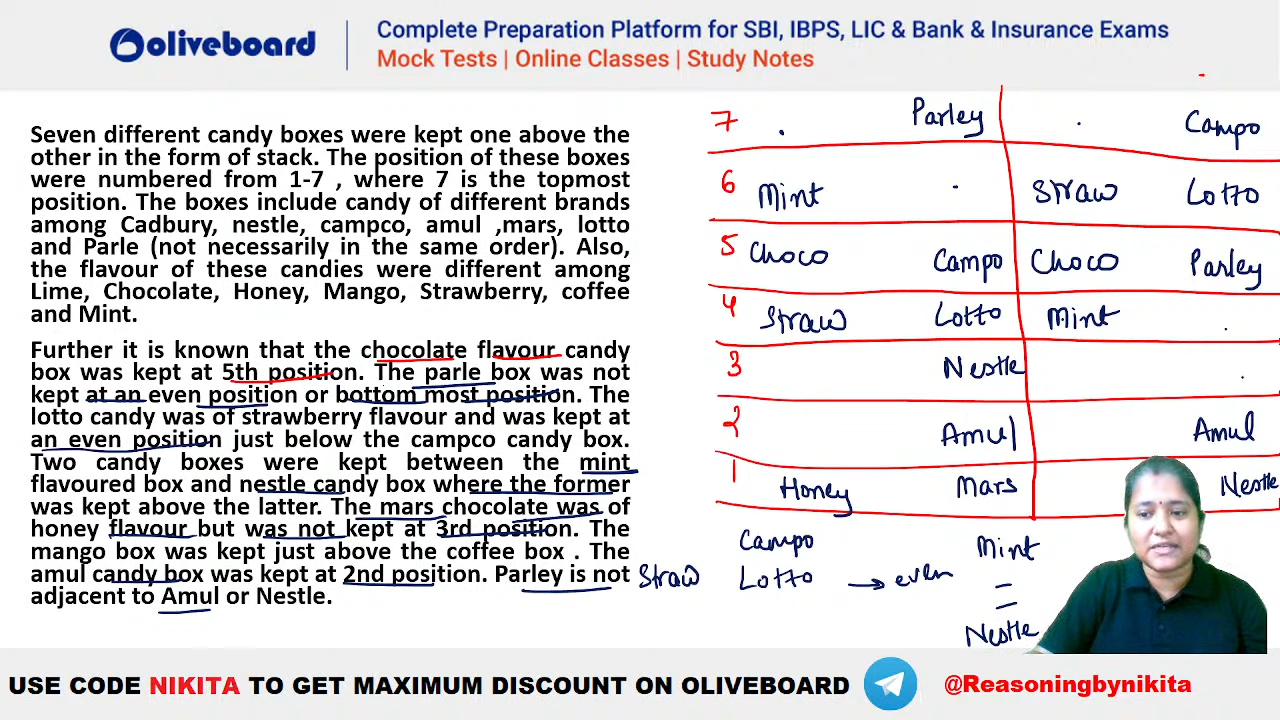 oliveboard
Complete Preparation Platform for SBI, IBPS, LIC & Bank & Insurance Exams
Mock Tests | Online Classes | Study Notes
Seven different candy boxes were kept one above the
other in the form of stack. The position of these boxes
were numbered from 1-7 , where 7 is the topmost
position. The boxes include candy of different brands
among Cadbury, nestle, campco, amul ,mars, lotto
and Parle (not necessarily in the same order). Also,
the flavour of these candies were different among
Lime, Chocolate, Honey, Mango, Strawberry, coffee
and Mint.
Further it is known that the chocolate flavour candy
box was kept at 5th position. The parle box was not
kept at an even position or bottom most position. The
lotto candy was of strawberry flavour and was kept at
an even position just below the campco candy box.
Two candy boxes were kept between the mint
flavoured box and nestle candy box where the former
was kept above the latter. The mars chocolate was of
honey flavour but was not kept at 3rd position. The
mango box was kept just above the coffee box . The
amul candy box was kept at 2nd position. Parley is not
adjacent to Amul or Nestle.
7 . Parley . Campo
6 Mint . Straw Lotto
5 Choco Campo Choco Parley
4 Straw Lotto Mint .
3 Nestle .
2 Amul Amul
1 Honey Mars Nestle
Campo Mint
Straw Lotto → even =
=
Nestle
USE CODE NIKITA TO GET MAXIMUM DISCOUNT ON OLIVEBOARD
@Reasoningbynikita